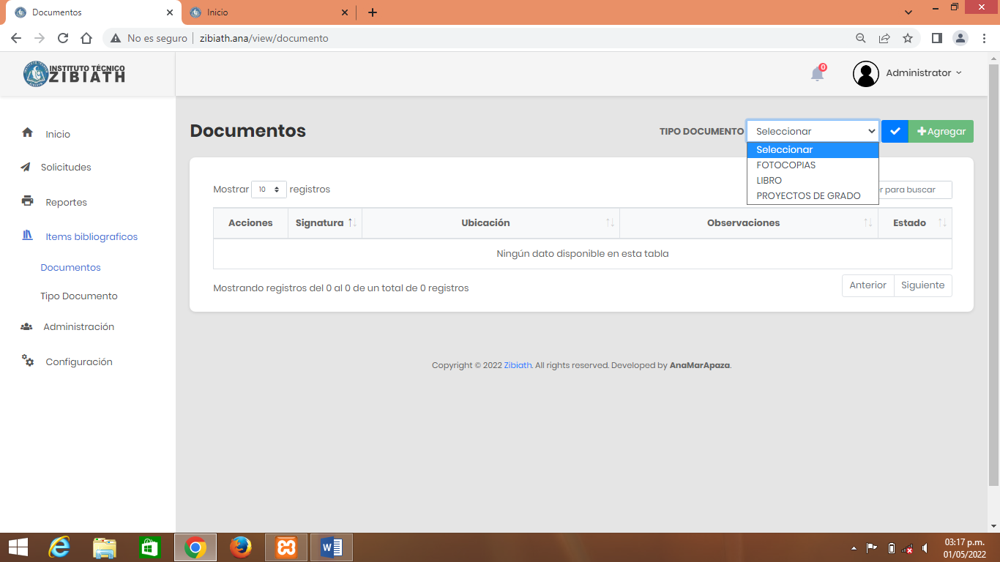 Documentos
Inicio
No es seguro
zibiath.ana/view/documento
INSTITUTO TÉCNICO
ZIBIATH
0
Administrator
Inicio
Solicitudes
Reportes
Items bibliograficos
Documentos
Tipo Documento
Administración
Configuración
Documentos
TIPO DOCUMENTO
Seleccionar
Agregar
Seleccionar
FOTOCOPIAS
LIBRO
PROYECTOS DE GRADO
Mostrar 10 registros
para buscar
Acciones Signatura Ubicación Observaciones Estado
Ningún dato disponible en esta tabla
Mostrando registros del 0 al 0 de un total de 0 registros
Anterior Siguiente
Copyright © 2022 Zibiath. All rights reserved. Developed by AnaMarApaza.
03:17 p.m.
01/05/2022